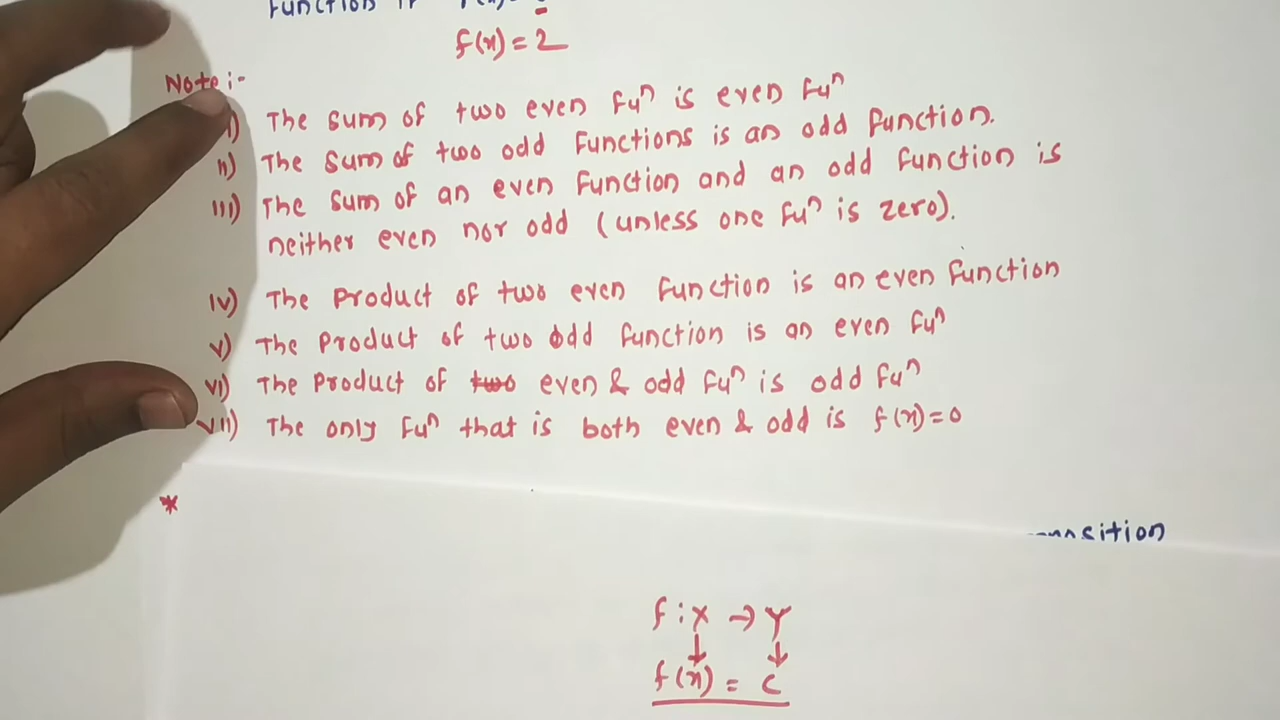 Function if
f(x) = 2
Note :-
i) The sum of two even Fuⁿ is even Fuⁿ
ii) The sum of two odd Functions is an odd function.
iii) The sum of an even function and an odd function is
neither even nor odd (unless one Fuⁿ is zero).
iv) The product of two even function is an even function
v) The product of two odd function is an even Fuⁿ
vi) The product of two even & odd Fuⁿ is odd Fuⁿ
vii) The only Fuⁿ that is both even & odd is f(x) = 0
*
f : X → Y
↓ ↓
f(x) = c